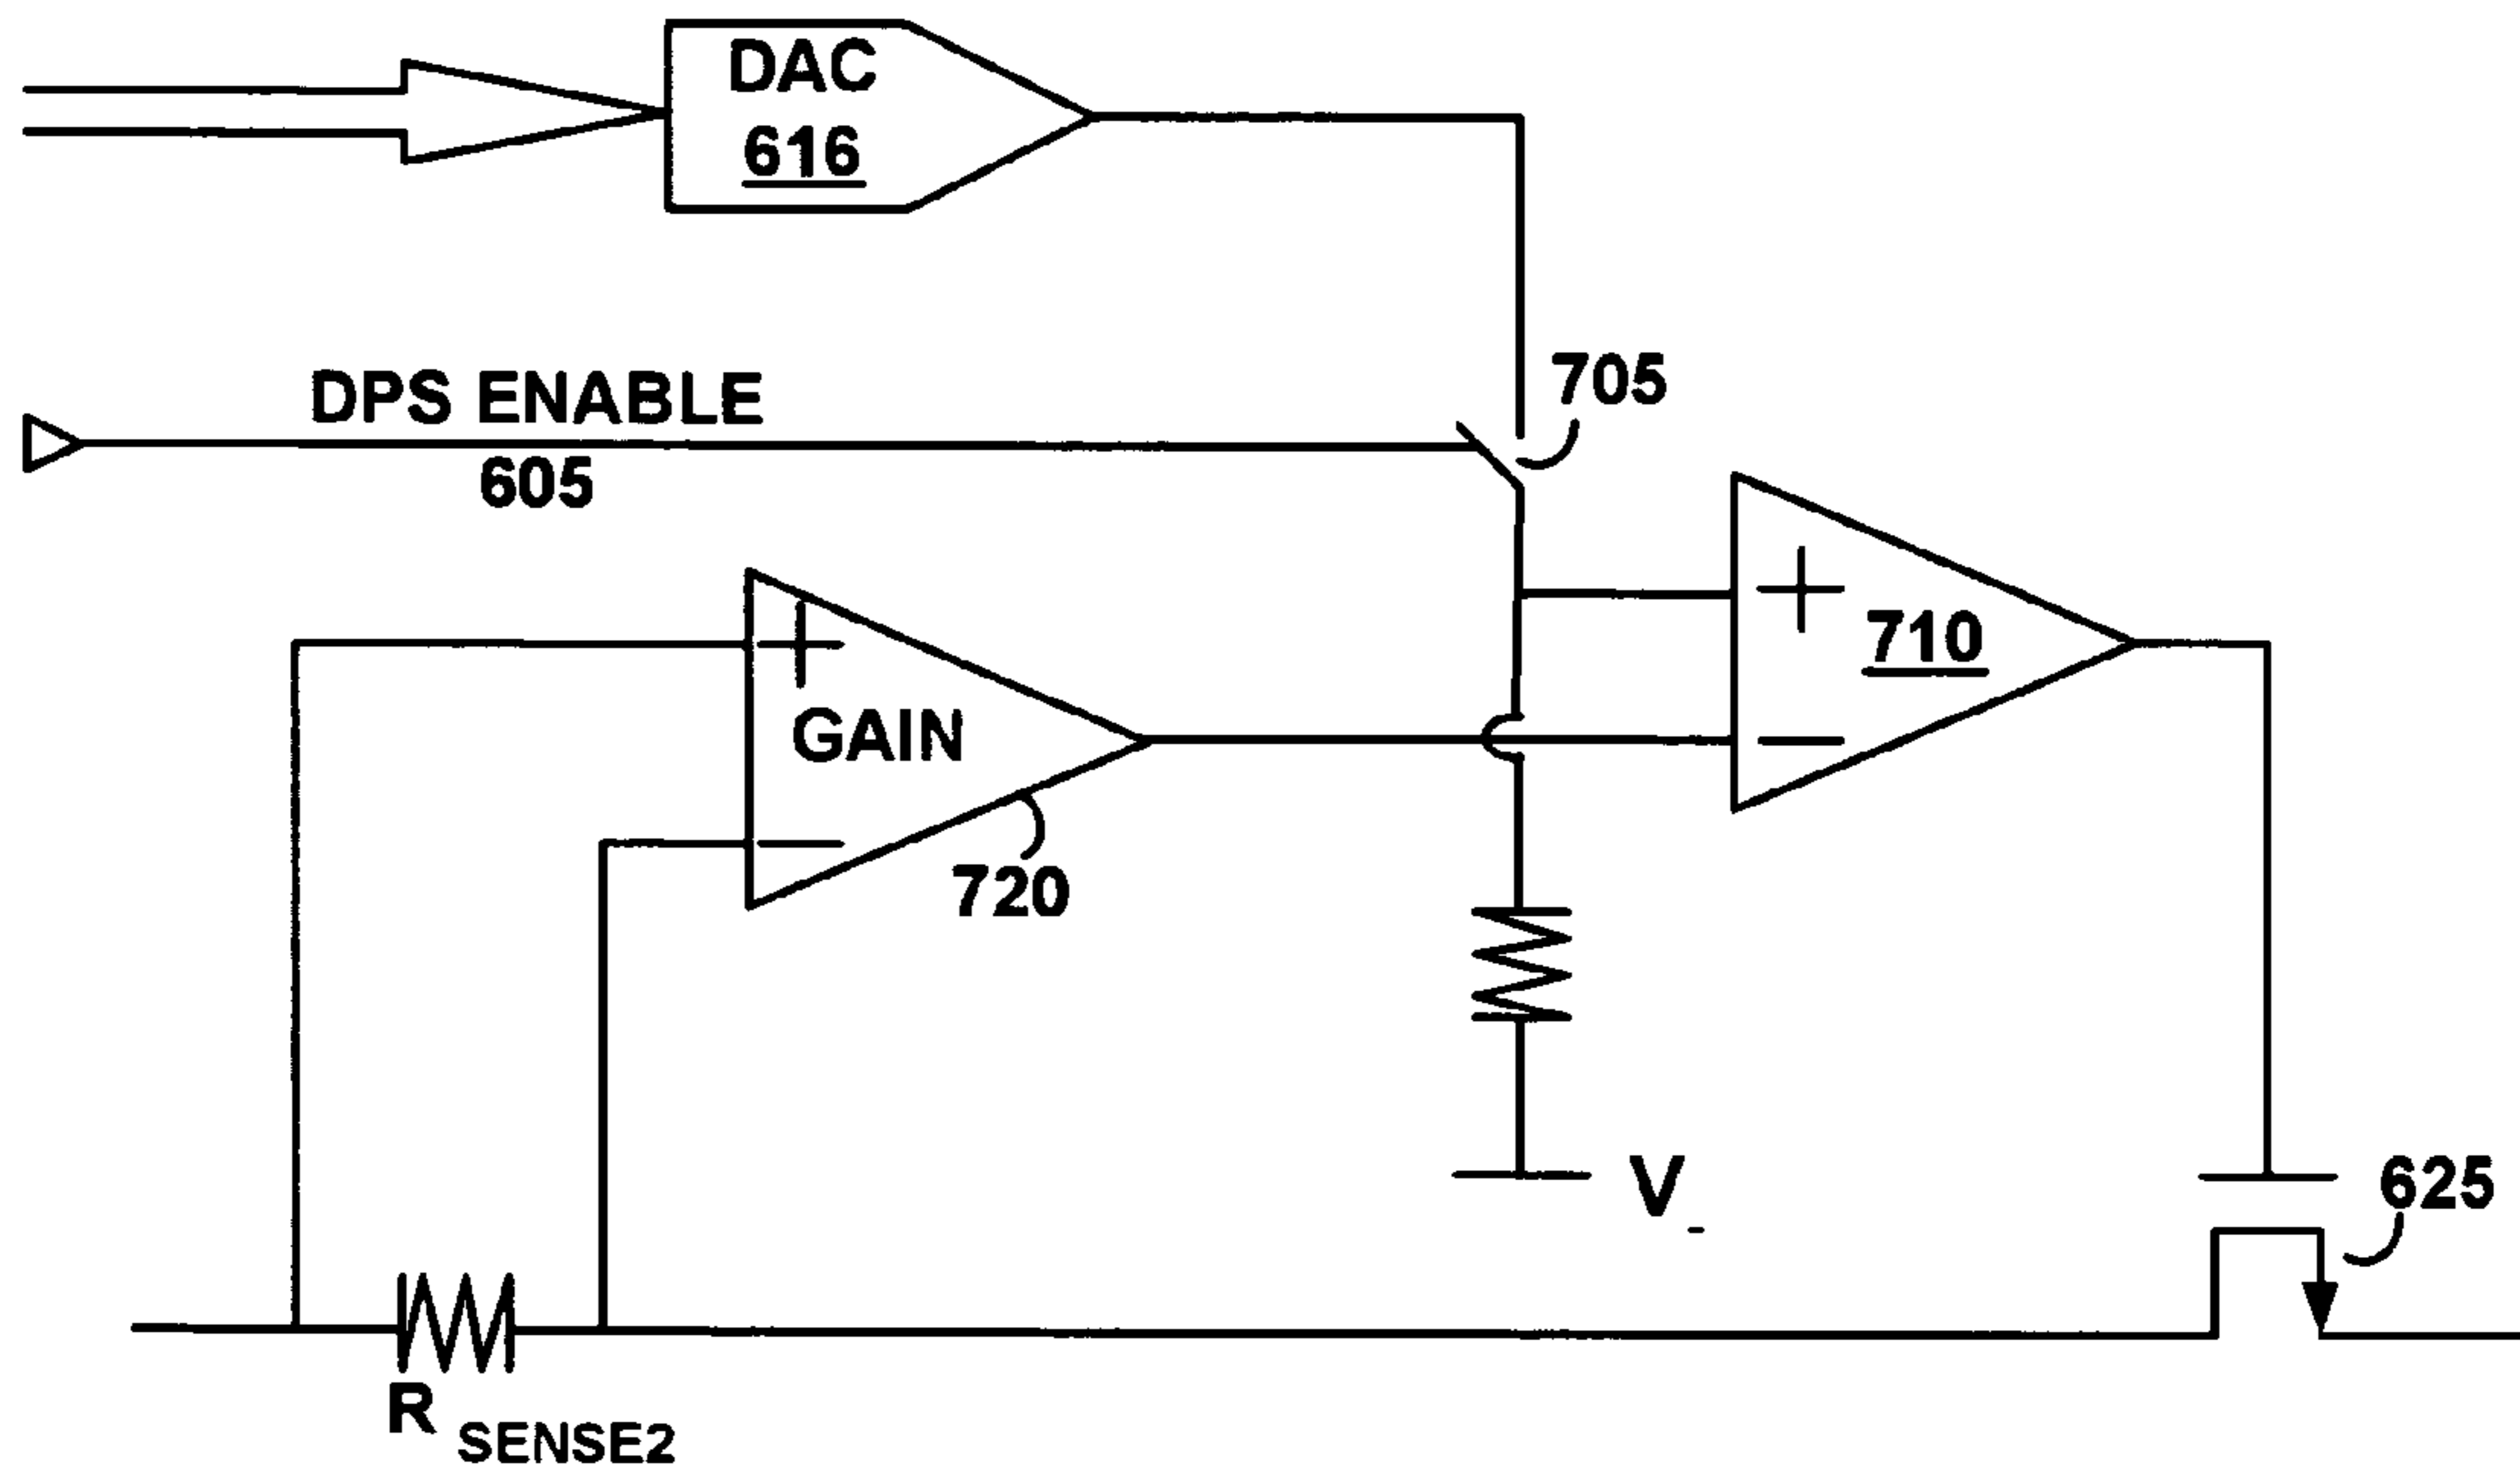 DAC
616
705
DPS ENABLE
605
+
710
+
GAIN
−
−
720
V-
625
R SENSE2